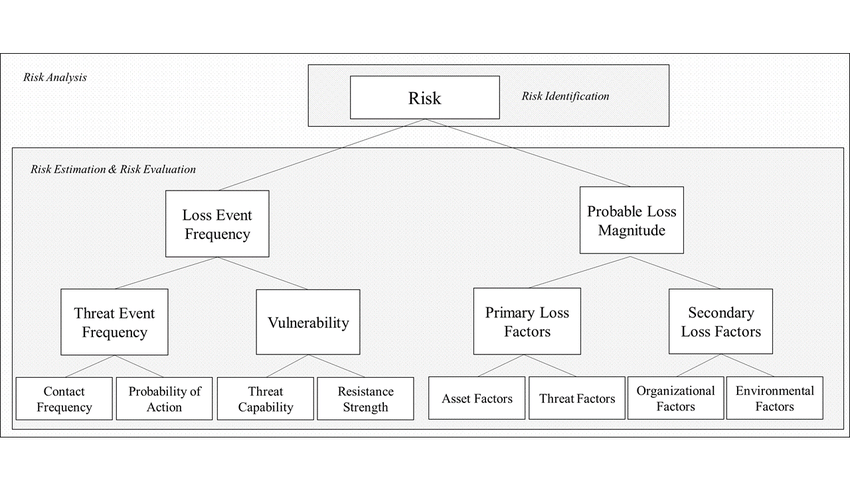 Risk Analysis
Risk
Risk Identification
Risk Estimation & Risk Evaluation
Loss Event
Frequency
Probable Loss
Magnitude
Threat Event
Frequency
Vulnerability
Primary Loss
Factors
Secondary
Loss Factors
Contact
Frequency
Probability of
Action
Threat
Capability
Resistance
Strength
Asset Factors
Threat Factors
Organizational
Factors
Environmental
Factors